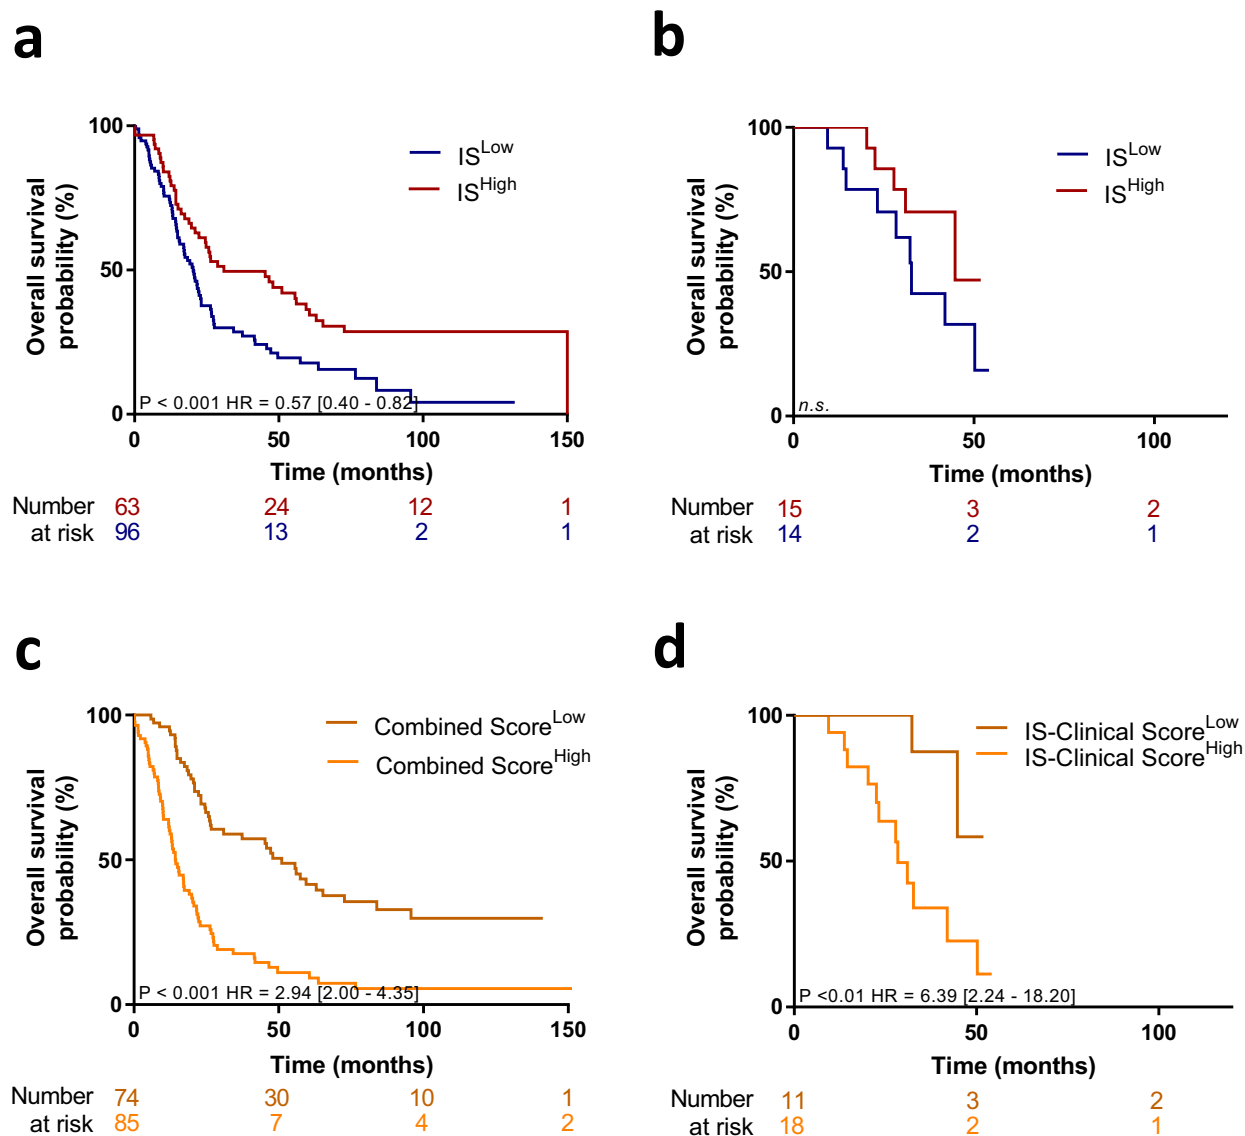 a
100
50
0
Overall survival
probability (%)
IS^Low
IS^High
P < 0.001 HR = 0.57 [0.40 - 0.82]
0 50 100 150
Time (months)
Number 63 24 12 1
at risk 96 13 2 1
b
100
50
0
Overall survival
probability (%)
IS^Low
IS^High
n.s.
0 50 100
Time (months)
Number 15 3 2
at risk 14 2 1
c
100
50
0
Overall survival
probability (%)
Combined Score^Low
Combined Score^High
P < 0.001 HR = 2.94 [2.00 - 4.35]
0 50 100 150
Time (months)
Number 74 30 10 1
at risk 85 7 4 2
d
100
50
0
Overall survival
probability (%)
IS-Clinical Score^Low
IS-Clinical Score^High
P <0.01 HR = 6.39 [2.24 - 18.20]
0 50 100
Time (months)
Number 11 3 2
at risk 18 2 1